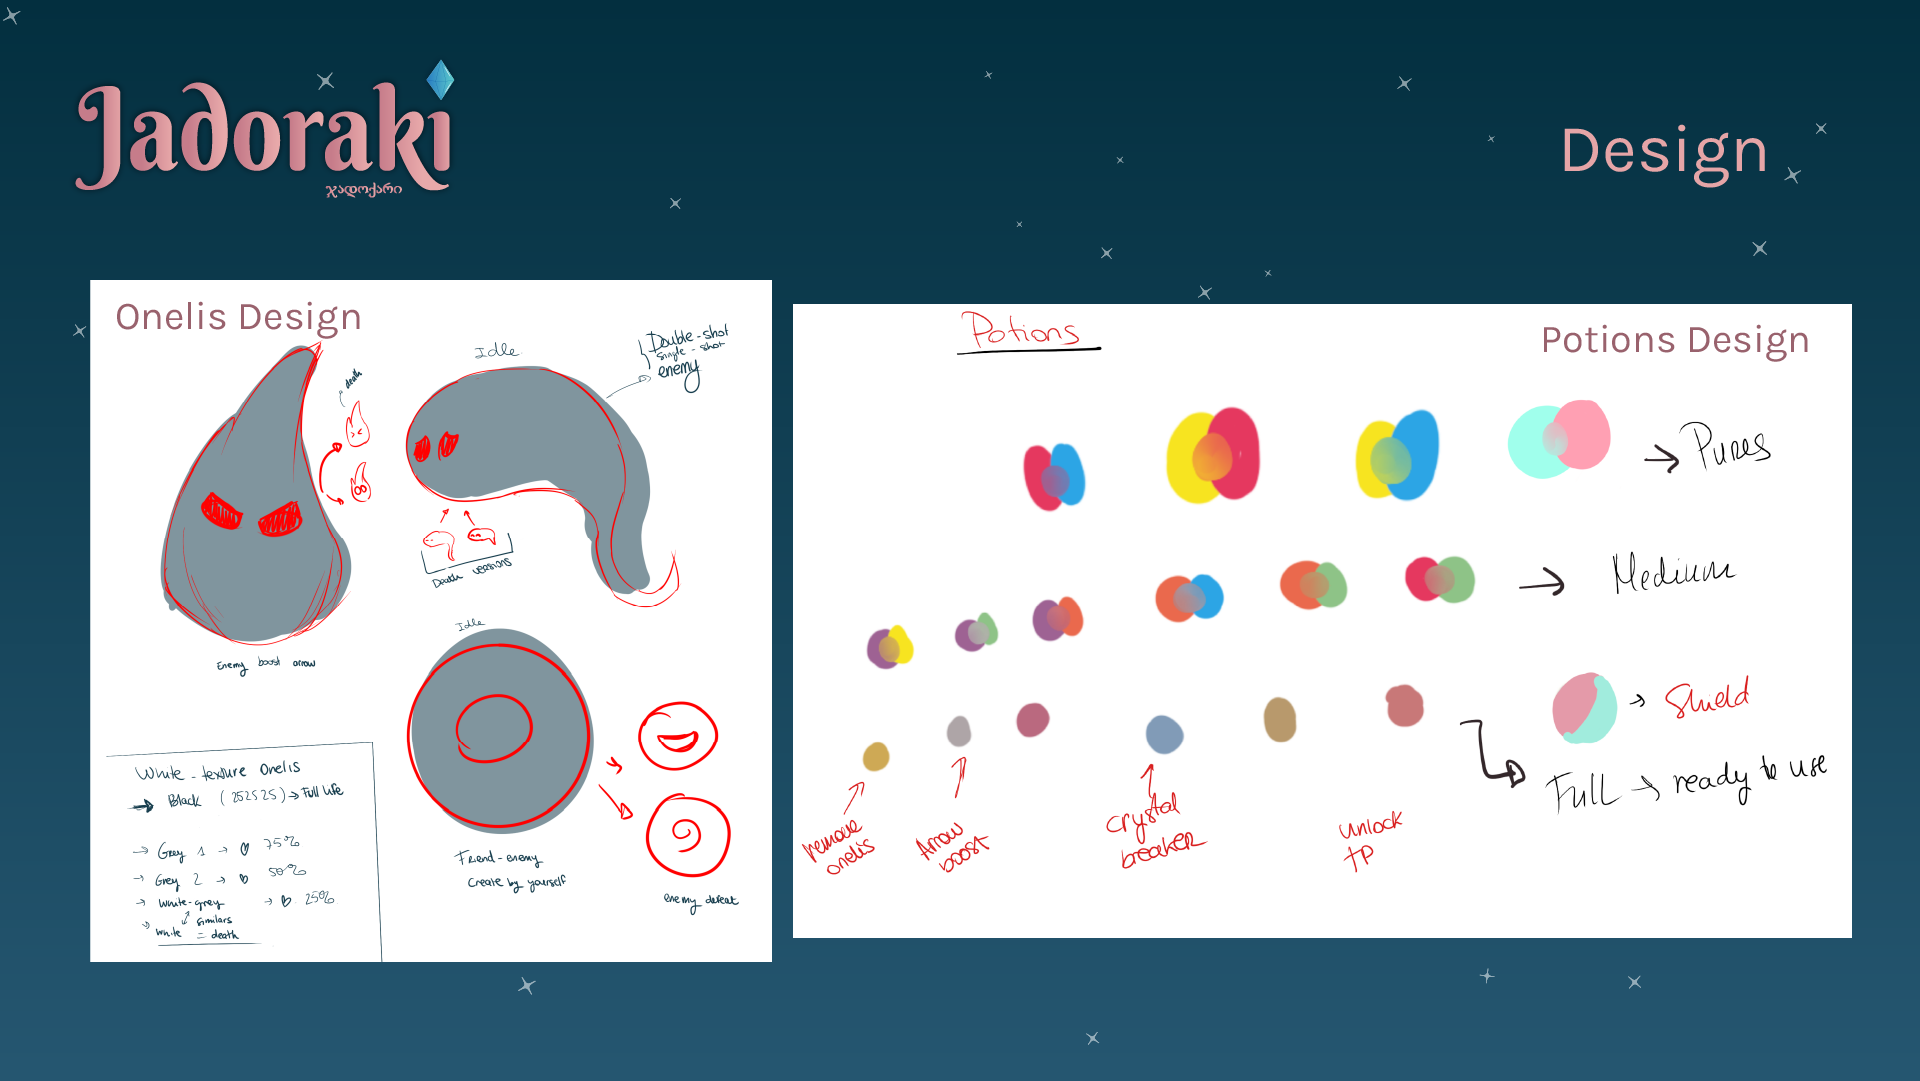 Jadoraki
ჯადოქარი
Design
Onelis Design
death
Idle
Double-shot
single-shot
enemy
Death versions
Enemy boost arrow
Idle
Friend-enemy
Create by yourself
enemy defeat
White-texture Onelis
→ Black (252525) → Full life
→ Grey 1 → ♡ 75%
→ Grey 2 → ♡ 50%
→ White-grey → ♡ 25%
similars
→ White = death
Potions
Potions Design
→ Pures
→ Medium
→ Shield
Full → ready to use
remove
onelis
Arrow
boost
crystal
breaker
unlock
TP